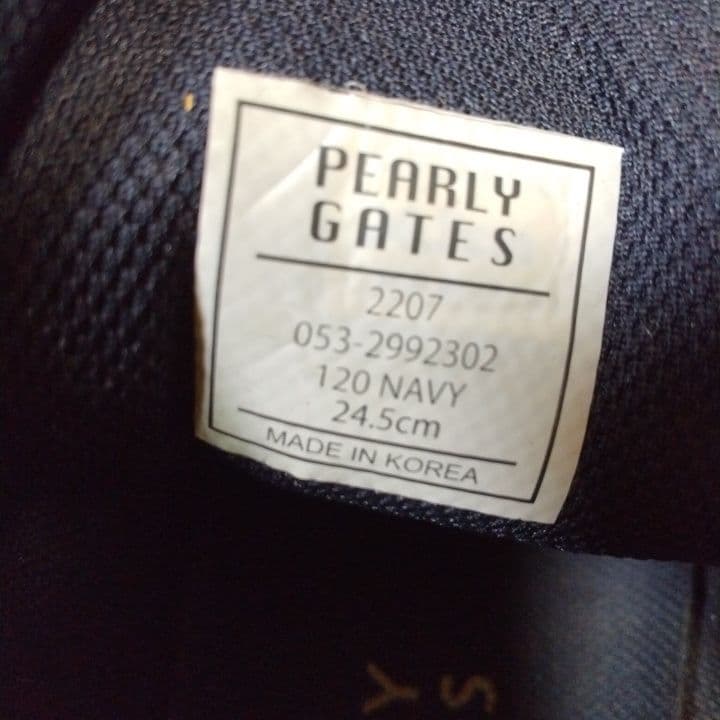 PEARLY
GATES
2207
053-2992302
120 NAVY
24.5cm
MADE IN KOREA
Y S